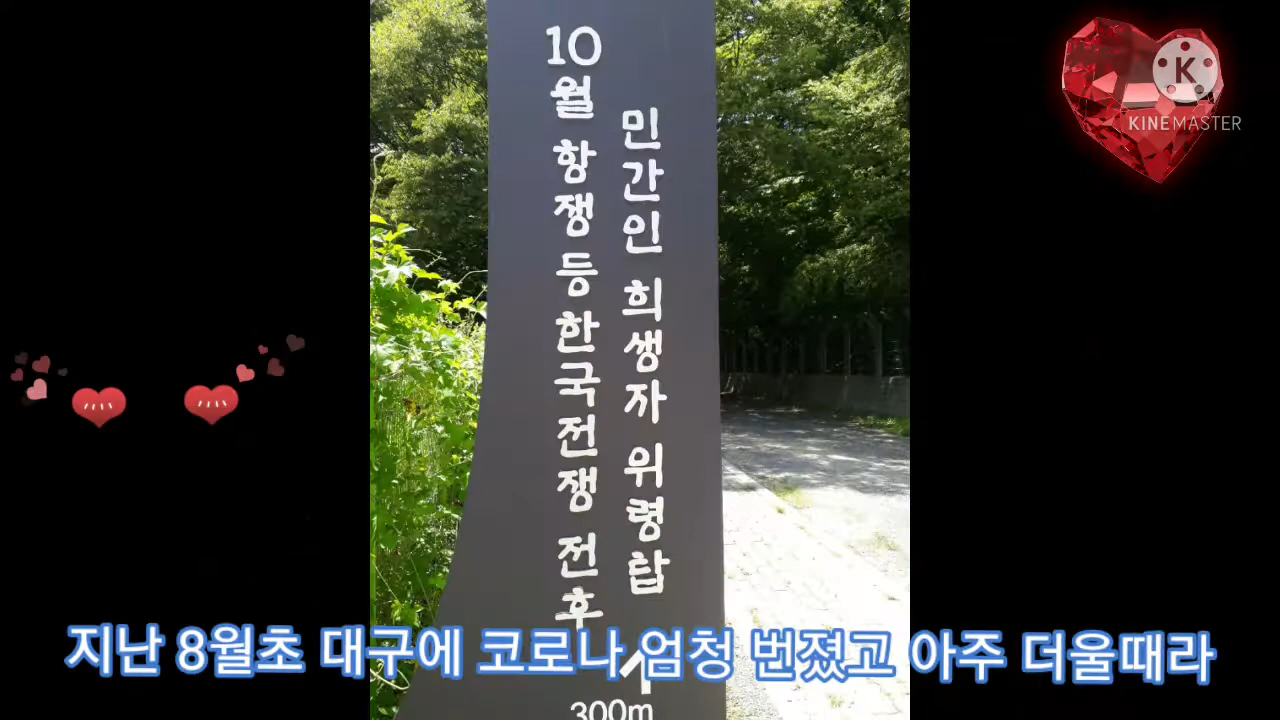 10월 항쟁 등 한국전쟁 전후
민간인 희생자 위령탑
300m
지난 8월초 대구에 코로나 엄청 번졌고 아주 더울때라
K
KINEMASTER